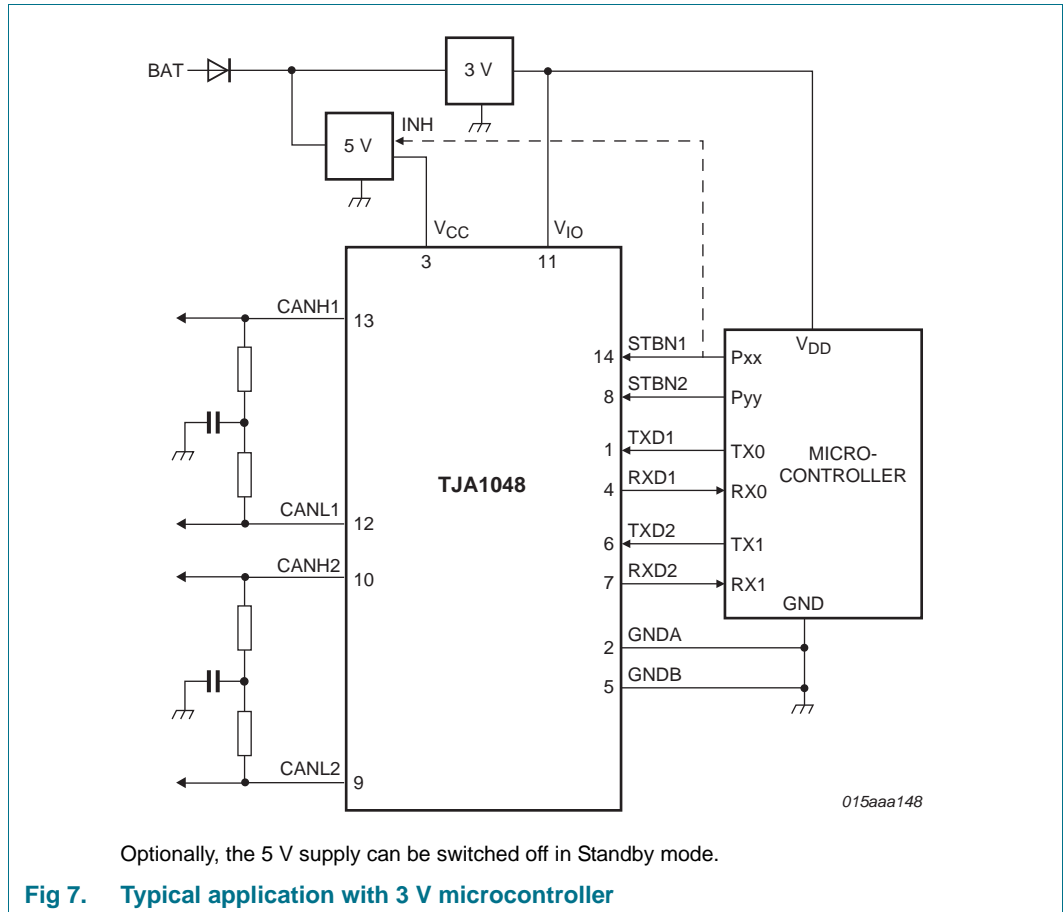 BAT
3 V
5 V
INH
VCC
VIO
3
11
CANH1
13
CANL1
12
CANH2
10
CANL2
9
TJA1048
14
STBN1
8
STBN2
1
TXD1
4
RXD1
6
TXD2
7
RXD2
2
GNDA
5
GNDB
VDD
Pxx
Pyy
TX0
RX0
TX1
RX1
MICRO-
CONTROLLER
GND
015aaa148
Optionally, the 5 V supply can be switched off in Standby mode.
Fig 7. Typical application with 3 V microcontroller